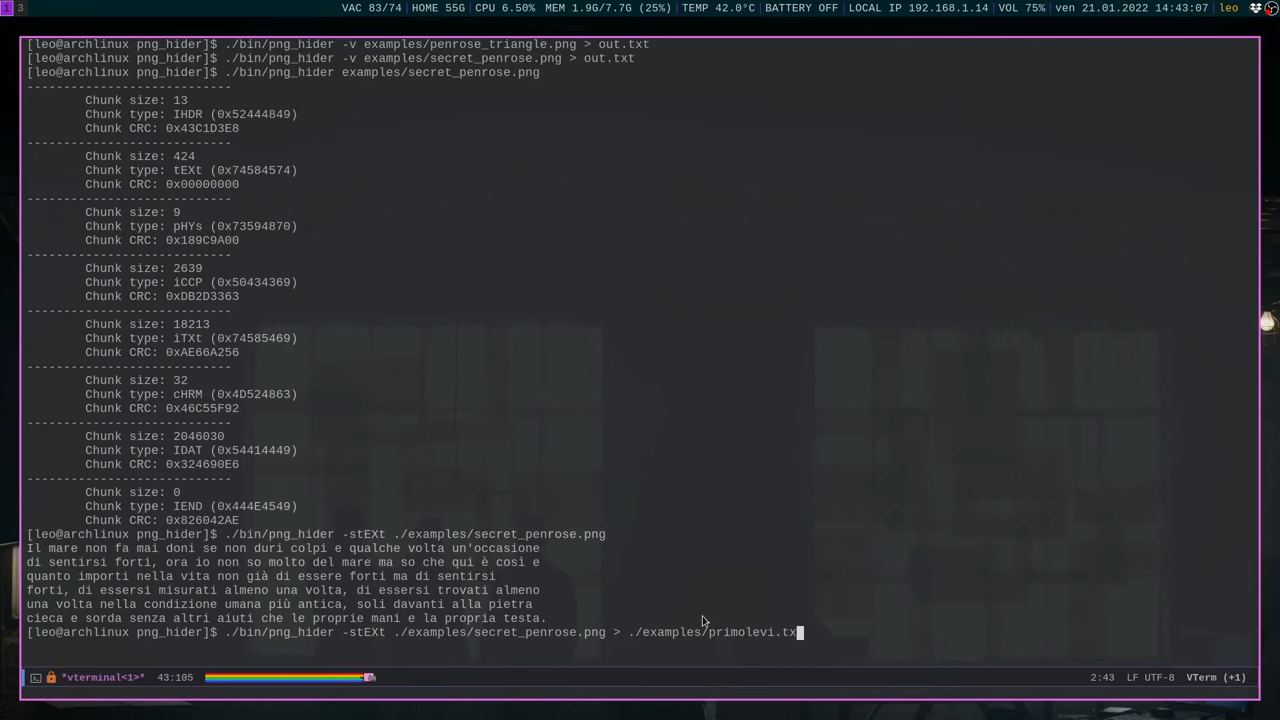 1 3 VAC 83/74 | HOME 55G | CPU 6.50% MEM 1.9G/7.7G (25%) | TEMP 42.0°C | BATTERY OFF | LOCAL IP 192.168.1.14 | VOL 75% | ven 21.01.2022 14:43:07 | leo
[leo@archlinux png_hider]$ ./bin/png_hider -v examples/penrose_triangle.png > out.txt
[leo@archlinux png_hider]$ ./bin/png_hider -v examples/secret_penrose.png > out.txt
[leo@archlinux png_hider]$ ./bin/png_hider examples/secret_penrose.png
----------------------------
Chunk size: 13
Chunk type: IHDR (0x52444849)
Chunk CRC: 0x43C1D3E8
----------------------------
Chunk size: 424
Chunk type: tEXt (0x74584574)
Chunk CRC: 0x00000000
----------------------------
Chunk size: 9
Chunk type: pHYs (0x73594870)
Chunk CRC: 0x189C9A00
----------------------------
Chunk size: 2639
Chunk type: iCCP (0x50434369)
Chunk CRC: 0xDB2D3363
----------------------------
Chunk size: 18213
Chunk type: iTXt (0x74585469)
Chunk CRC: 0xAE66A256
----------------------------
Chunk size: 32
Chunk type: cHRM (0x4D524863)
Chunk CRC: 0x46C55F92
----------------------------
Chunk size: 2046030
Chunk type: IDAT (0x54414449)
Chunk CRC: 0x324690E6
----------------------------
Chunk size: 0
Chunk type: IEND (0x444E4549)
Chunk CRC: 0x826042AE
[leo@archlinux png_hider]$ ./bin/png_hider -stEXt ./examples/secret_penrose.png
Il mare non fa mai doni se non duri colpi e qualche volta un'occasione
di sentirsi forti, ora io non so molto del mare ma so che qui è così e
quanto importi nella vita non già di essere forti ma di sentirsi
forti, di essersi misurati almeno una volta, di essersi trovati almeno
una volta nella condizione umana più antica, soli davanti alla pietra
cieca e sorda senza altri aiuti che le proprie mani e la propria testa.
[leo@archlinux png_hider]$ ./bin/png_hider -stEXt ./examples/secret_penrose.png > ./examples/primolevi.tx
*vterminal<1>* 43:105 2:43 LF UTF-8 VTerm (+1)